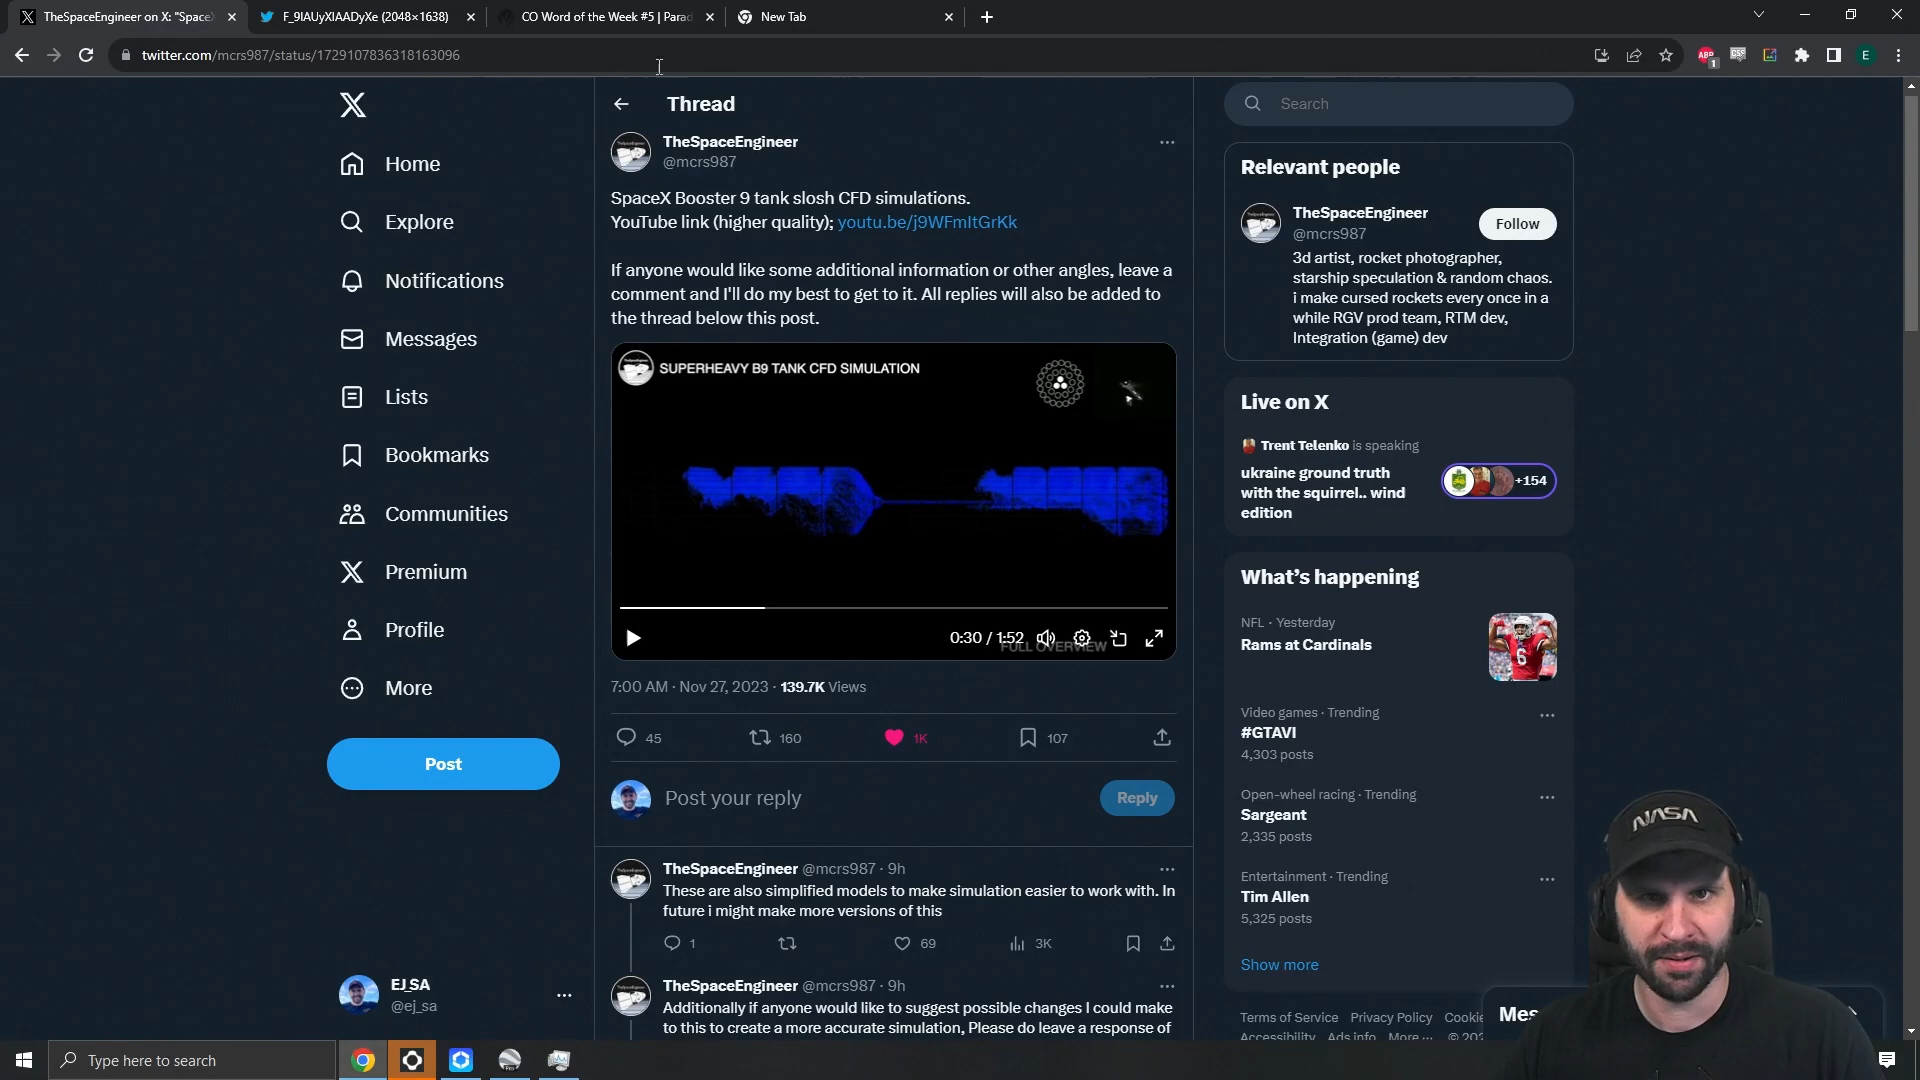 TheSpaceEngineer on X: "SpaceX
F_9IAUyXIAADyXe (2048×1638)
CO Word of the Week #5 | Parad
New Tab
twitter.com/mcrs987/status/1729107836318163096
ABP
1
CSS
E
Home
Explore
Notifications
Messages
Lists
Bookmarks
Communities
Premium
Profile
More
Post
EJ_SA
@ej_sa
Thread
TheSpaceEngineer
@mcrs987
SpaceX Booster 9 tank slosh CFD simulations.
YouTube link (higher quality); youtu.be/j9WFmItGrKk
If anyone would like some additional information or other angles, leave a
comment and I'll do my best to get to it. All replies will also be added to
the thread below this post.
SUPERHEAVY B9 TANK CFD SIMULATION
0:30 / 1:52
FULL OVERVIEW
7:00 AM · Nov 27, 2023 · 139.7K Views
45
160
1K
107
Post your reply
Reply
TheSpaceEngineer @mcrs987 · 9h
These are also simplified models to make simulation easier to work with. In
future i might make more versions of this
1
69
3K
TheSpaceEngineer @mcrs987 · 9h
Additionally if anyone would like to suggest possible changes I could make
to this to create a more accurate simulation, Please do leave a response of
Search
Relevant people
TheSpaceEngineer
@mcrs987
Follow
3d artist, rocket photographer,
starship speculation & random chaos.
i make cursed rockets every once in a
while RGV prod team, RTM dev,
Integration (game) dev
Live on X
Trent Telenko is speaking
ukraine ground truth
with the squirrel.. wind
edition
+154
What's happening
NFL · Yesterday
Rams at Cardinals
Video games · Trending
#GTAVI
4,303 posts
Open-wheel racing · Trending
Sargeant
2,335 posts
Entertainment · Trending
Tim Allen
5,325 posts
Show more
Terms of Service Privacy Policy Cookie
Accessibility Ads info More ··· © 202
Mes
NASA
Type here to search